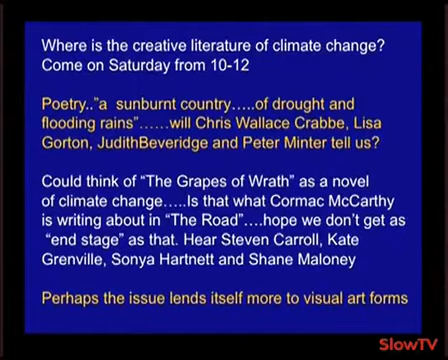 Where is the creative literature of climate change?
Come on Saturday from 10-12
Poetry.."a sunburnt country.....of drought and
flooding rains"......will Chris Wallace Crabbe, Lisa
Gorton, JudithBeveridge and Peter Minter tell us?
Could think of "The Grapes of Wrath" as a novel
of climate change.....Is that what Cormac McCarthy
is writing about in "The Road"....hope we don't get as
"end stage" as that. Hear Steven Carroll, Kate
Grenville, Sonya Hartnett and Shane Maloney
Perhaps the issue lends itself more to visual art forms
SlowTV